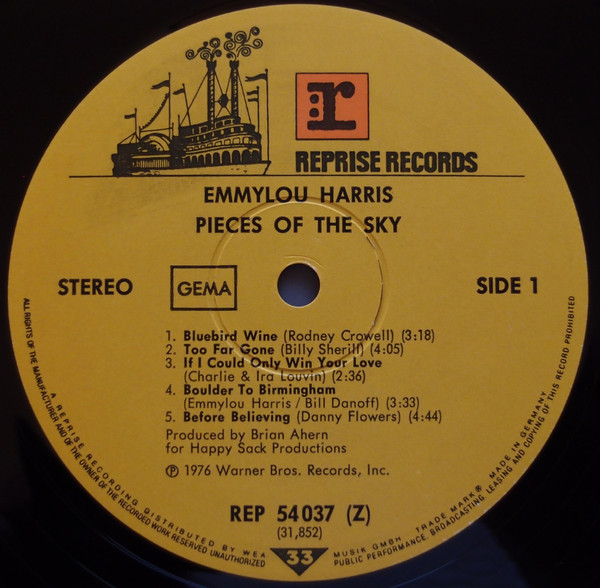 r
REPRISE RECORDS
EMMYLOU HARRIS
PIECES OF THE SKY
STEREO GEMA SIDE 1
1. Bluebird Wine (Rodney Crowell) (3:18)
2. Too Far Gone (Billy Sherill) (4:05)
3. If I Could Only Win Your Love
(Charlie & Ira Louvin) (2:36)
4. Boulder To Birmingham
(Emmylou Harris / Bill Danoff) (3:33)
5. Before Believing (Danny Flowers) (4:44)
Produced by Brian Ahern
for Happy Sack Productions
℗ 1976 Warner Bros. Records, Inc.
REP 54 037 (Z)
(31,852)
33
A REPRISE RECORDING DISTRIBUTED BY WEA MUSIK GMBH TRADE MARK® MADE IN GERMANY
ALL RIGHTS OF THE MANUFACTURER AND OF THE OWNER OF THE RECORDED WORK RESERVED UNAUTHORIZED PUBLIC PERFORMANCE, BROADCASTING, LEASING AND COPYING OF THIS RECORD PROHIBITED